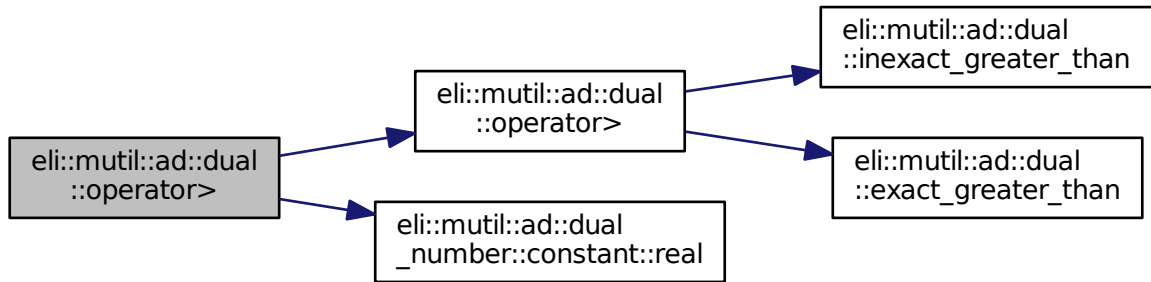 eli::mutil::ad::dual
::operator>
eli::mutil::ad::dual
::operator>
eli::mutil::ad::dual
_number::constant::real
eli::mutil::ad::dual
::inexact_greater_than
eli::mutil::ad::dual
::exact_greater_than